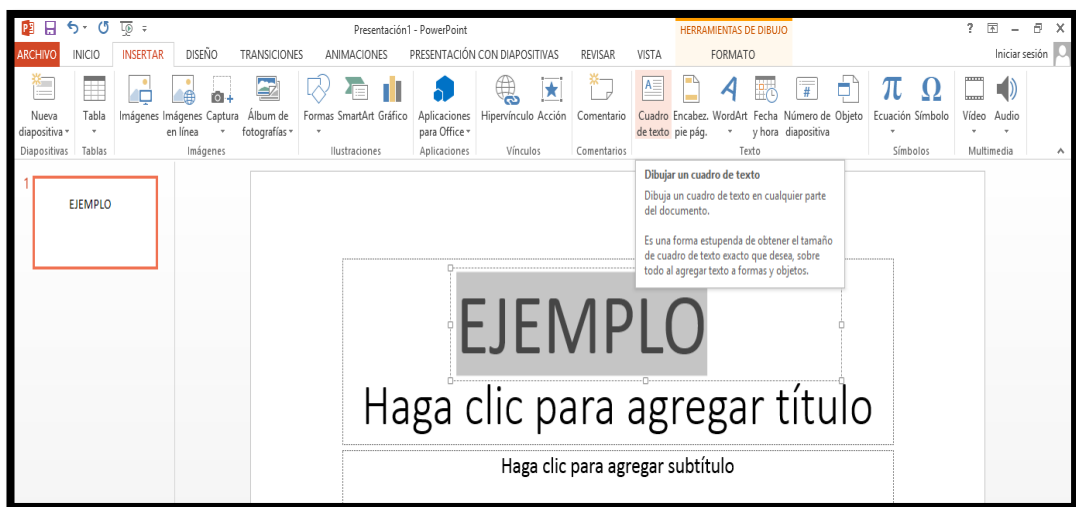 Presentación1 - PowerPoint
HERRAMIENTAS DE DIBUJO
ARCHIVO INICIO INSERTAR DISEÑO TRANSICIONES ANIMACIONES PRESENTACIÓN CON DIAPOSITIVAS REVISAR VISTA FORMATO Iniciar sesión
Nueva diapositiva
Tabla
Imágenes
Imágenes en línea
Captura
Álbum de fotografías
Formas
SmartArt
Gráfico
Aplicaciones para Office
Hipervínculo
Acción
Comentario
Cuadro de texto
Encabez. pie pág.
WordArt
Fecha y hora
Número de diapositiva
Objeto
Ecuación
Símbolo
Vídeo
Audio
Diapositivas Tablas Imágenes Ilustraciones Aplicaciones Vínculos Comentarios Texto Símbolos Multimedia
Dibujar un cuadro de texto
Dibuja un cuadro de texto en cualquier parte
del documento.
Es una forma estupenda de obtener el tamaño
de cuadro de texto exacto que desea, sobre
todo al agregar texto a formas y objetos.
1
EJEMPLO
EJEMPLO
Haga clic para agregar título
Haga clic para agregar subtítulo